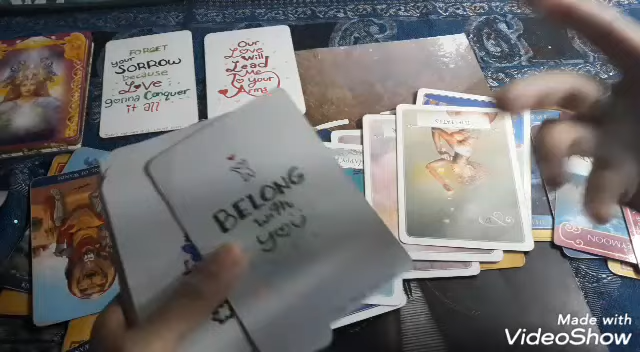 FORGET
your SORROW
because
Love
gonna Conquer
it all
Our
Love
Will
Lead
Me
your
Arms
BELONG
with
you
Made with
VideoShow